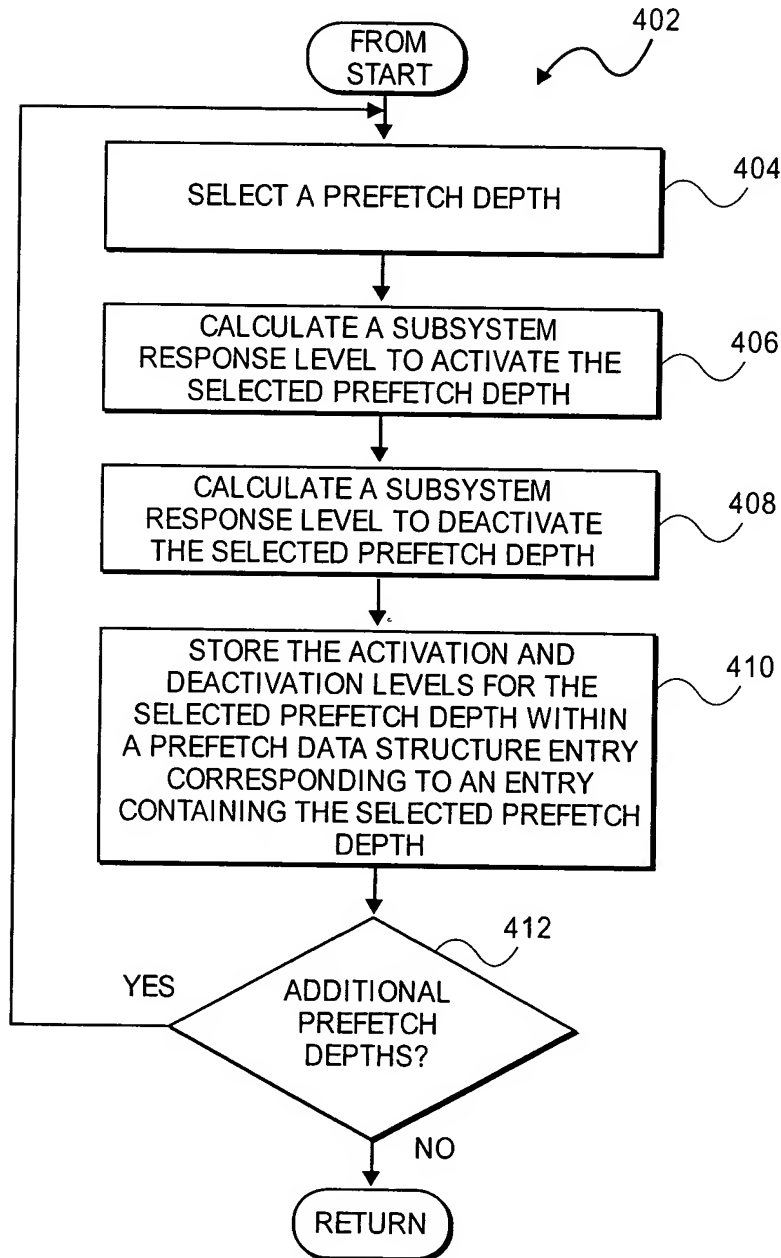 FROM
START
402
SELECT A PREFETCH DEPTH
404
CALCULATE A SUBSYSTEM
RESPONSE LEVEL TO ACTIVATE THE
SELECTED PREFETCH DEPTH
406
CALCULATE A SUBSYSTEM
RESPONSE LEVEL TO DEACTIVATE
THE SELECTED PREFETCH DEPTH
408
STORE THE ACTIVATION AND
DEACTIVATION LEVELS FOR THE
SELECTED PREFETCH DEPTH WITHIN
A PREFETCH DATA STRUCTURE ENTRY
CORRESPONDING TO AN ENTRY
CONTAINING THE SELECTED PREFETCH
DEPTH
410
412
YES
ADDITIONAL
PREFETCH
DEPTHS?
NO
RETURN